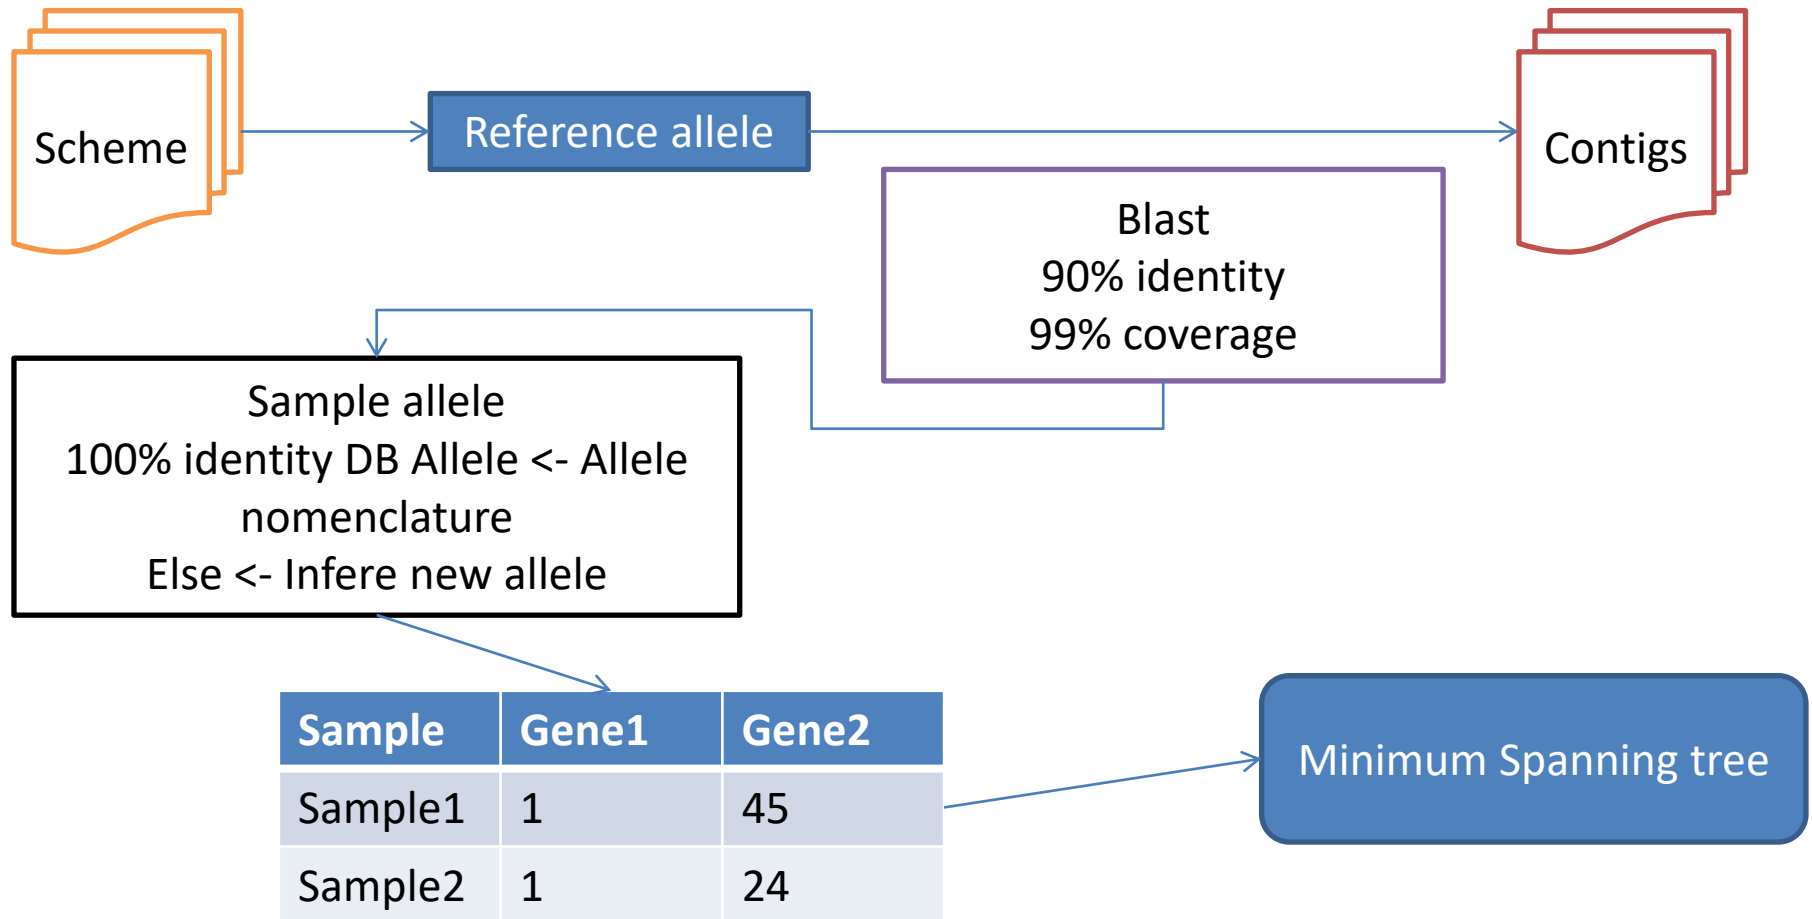 Scheme
Reference allele
Contigs
Blast
90% identity
99% coverage
Sample allele
100% identity DB Allele <- Allele
nomenclature
Else <- Infere new allele
Sample Gene1 Gene2
Sample1 1 45
Sample2 1 24
Minimum Spanning tree